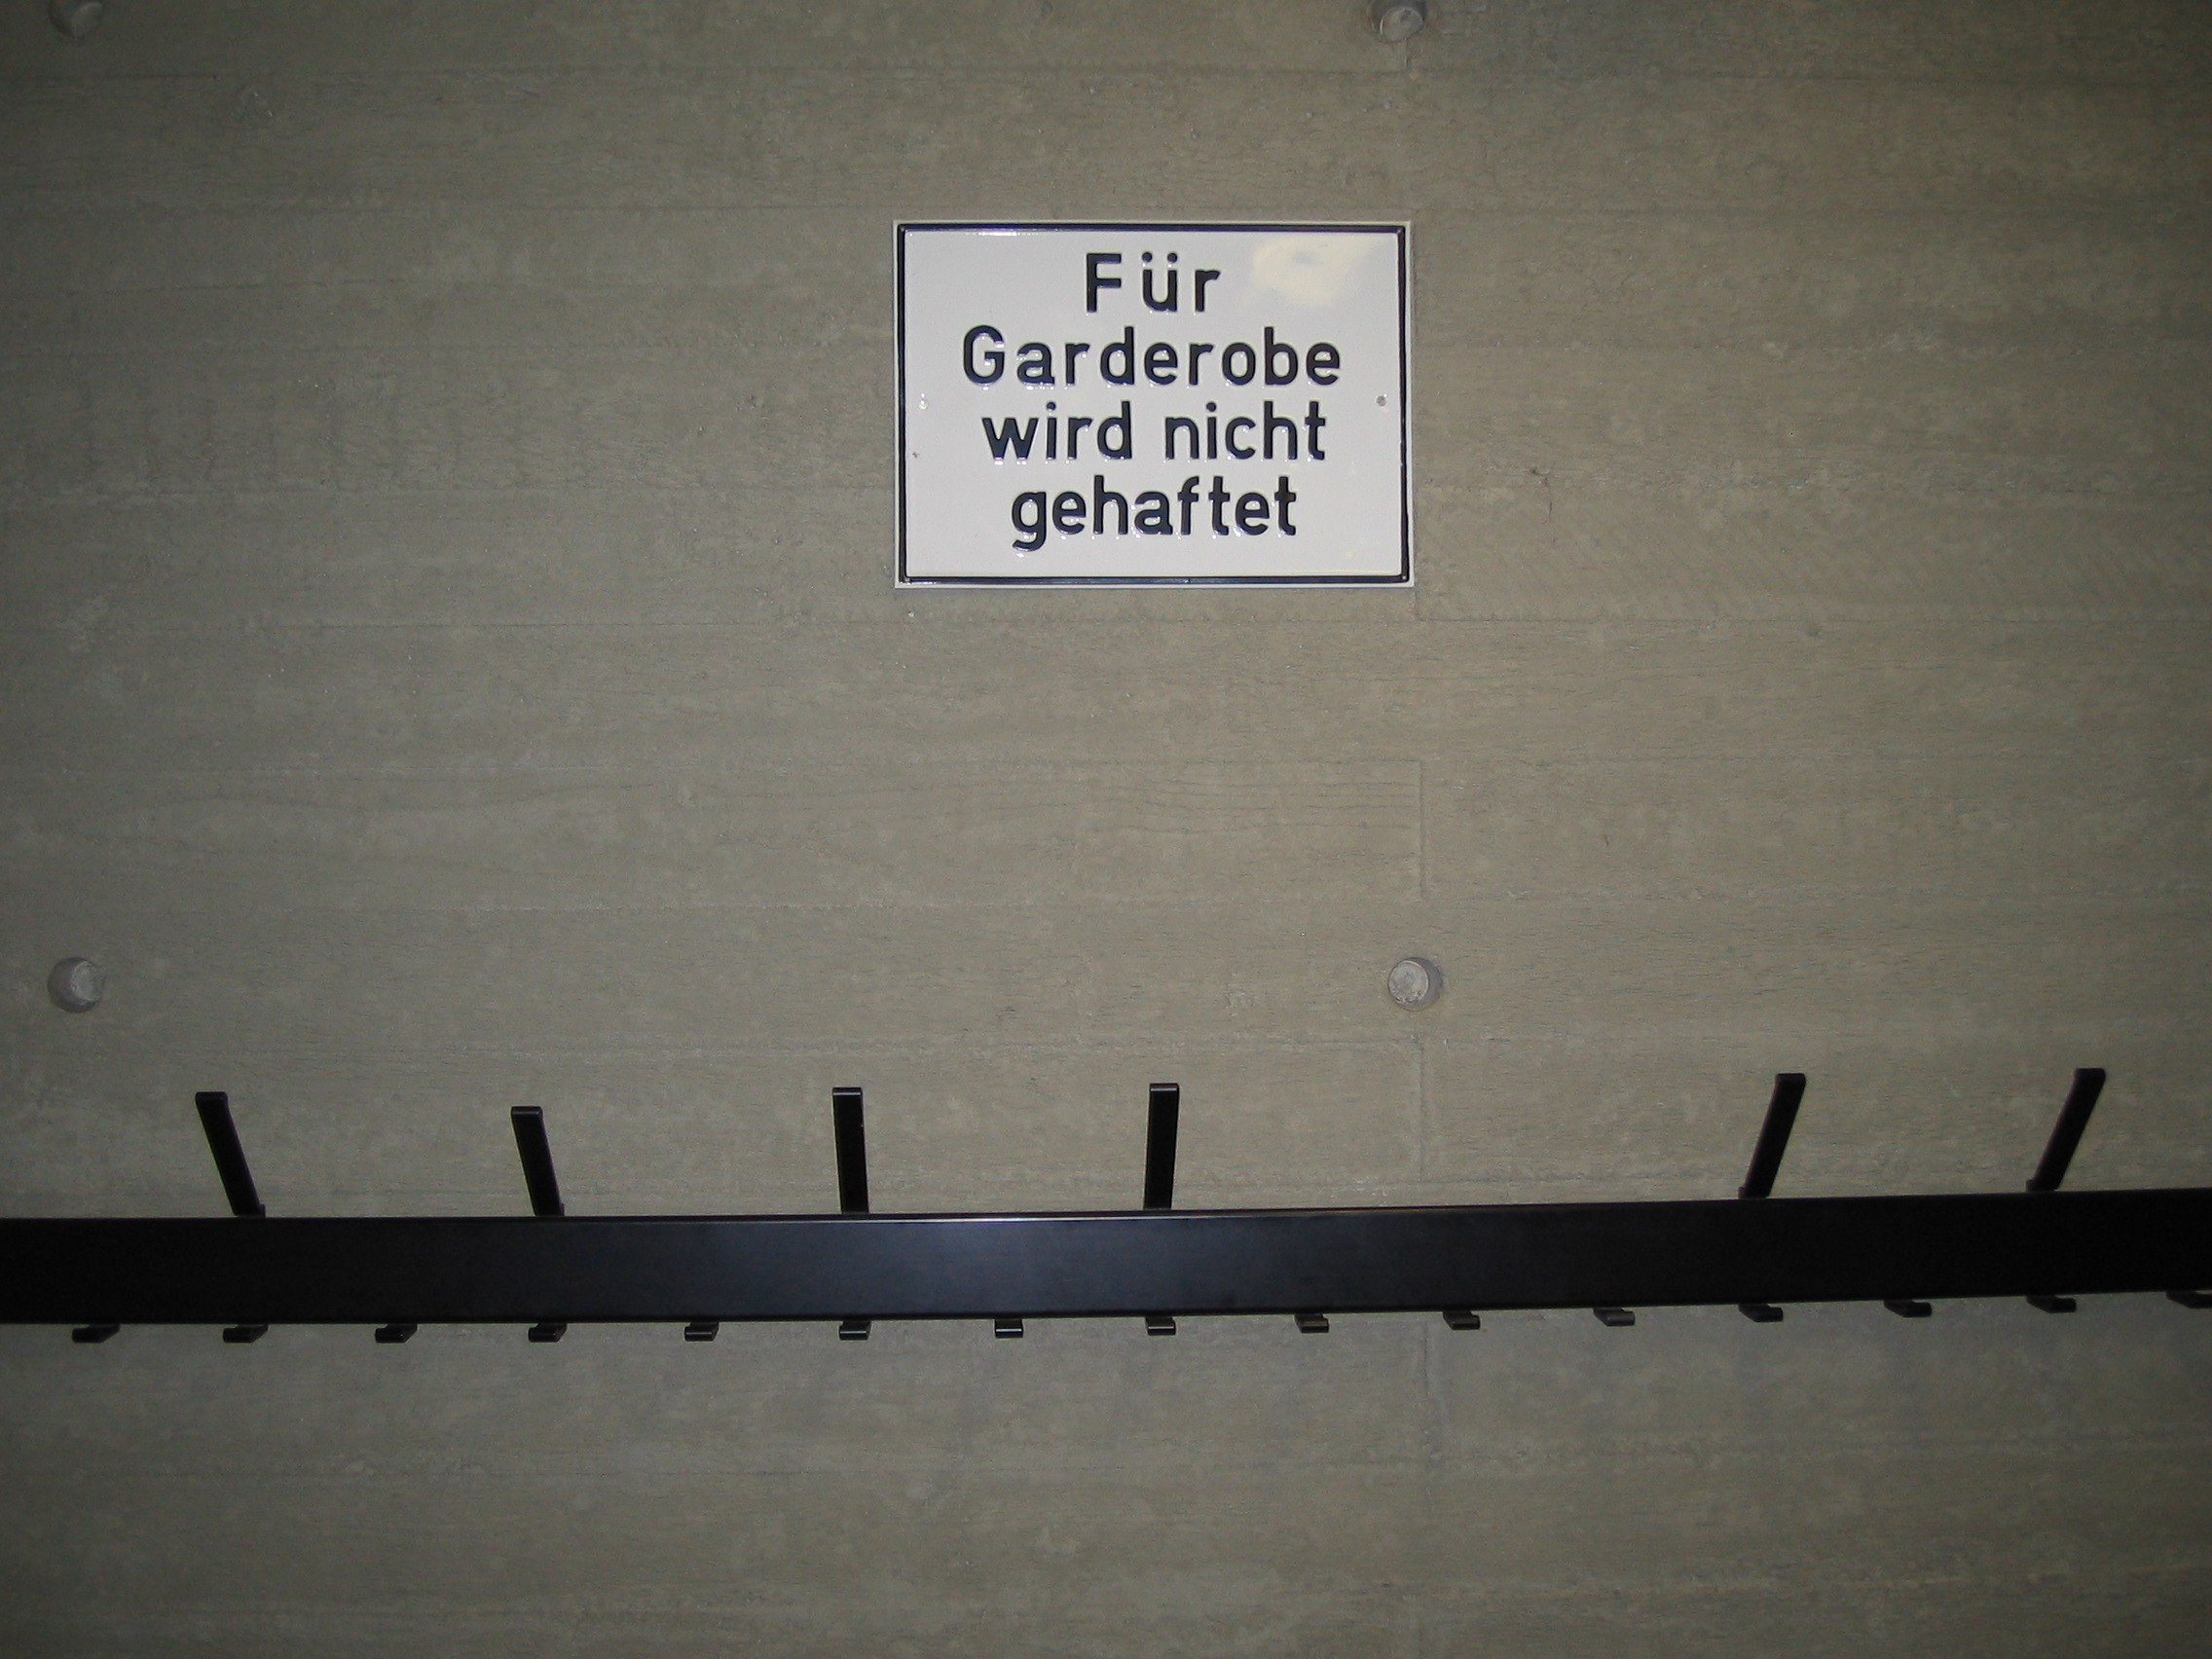 Für
Garderobe
wird nicht
gehaftet